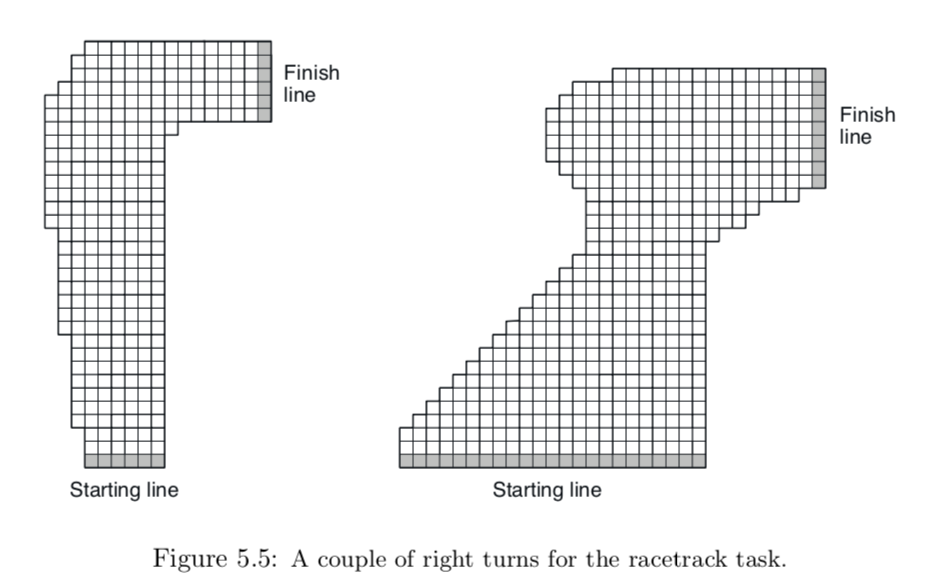 Finish
line
Finish
line
Starting line
Starting line
Figure 5.5: A couple of right turns for the racetrack task.